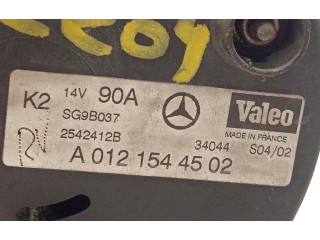 K2 14V 90A Valeo
SG9B037 MADE IN FRANCE
2542412B 34044 S04/02
A 012 154 45 02